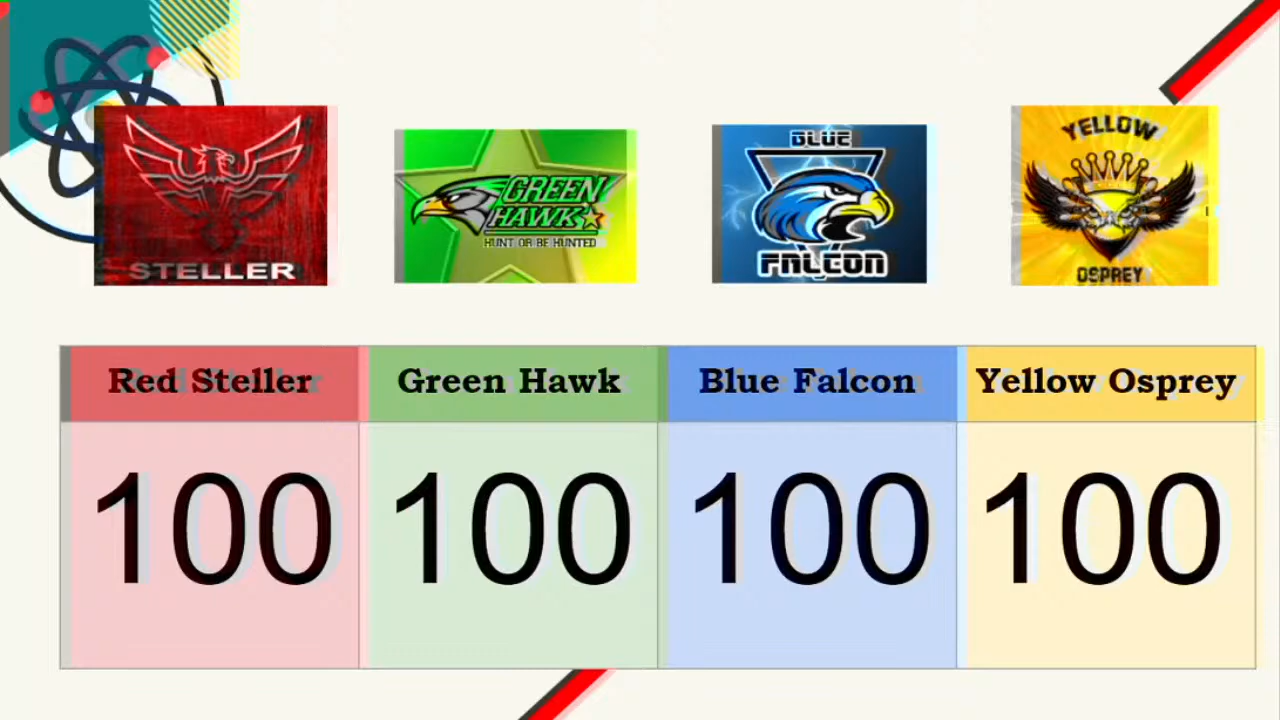 STELLER
GREEN
HAWK
HUNT OR BE HUNTED
BLUE
FALCON
YELLOW
OSPREY
Red Steller Green Hawk Blue Falcon Yellow Osprey
100 100 100 100